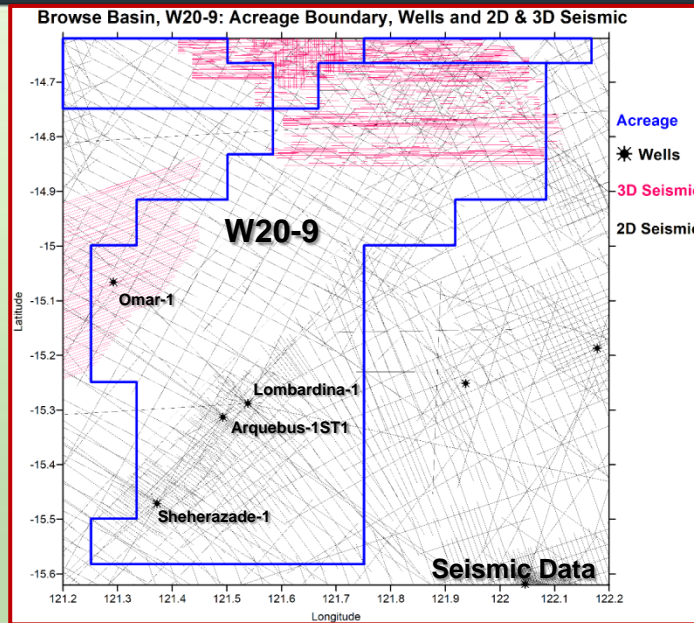 Browse Basin, W20-9: Acreage Boundary, Wells and 2D & 3D Seismic
-14.7
-14.8
-14.9
-15
-15.1
-15.2
-15.3
-15.4
-15.5
-15.6
Latitude
W20-9
Omar-1
Lombardina-1
Arquebus-1ST1
Sheherazade-1
Seismic Data
121.2 121.3 121.4 121.5 121.6 121.7 121.8 121.9 122 122.1 122.2
Longitude
Acreage
Wells
3D Seismic
2D Seismic